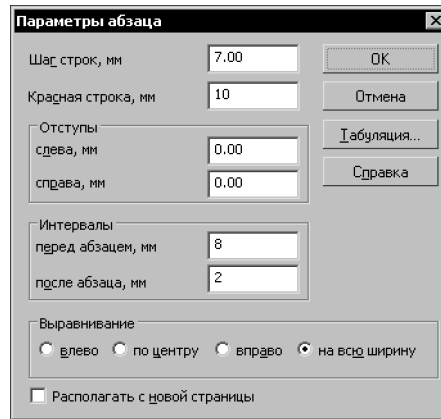 Параметры абзаца
Шаг строк, мм 7.00 OK
Красная строка, мм 10 Отмена
Отступы Табуляция...
слева, мм 0.00
справа, мм 0.00 Справка
Интервалы
перед абзацем, мм 8
после абзаца, мм 2
Выравнивание
влево по центру вправо на всю ширину
Располагать с новой страницы